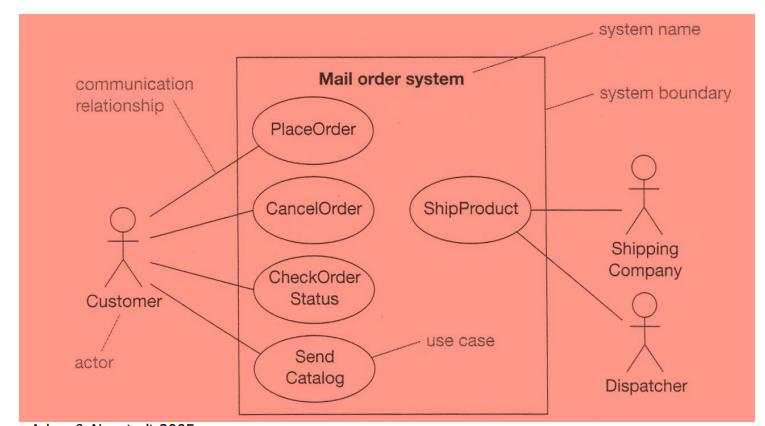 system name
Mail order system
communication
relationship
system boundary
PlaceOrder
CancelOrder
ShipProduct
Shipping
Company
CheckOrder
Status
Customer
use case
Send
Catalog
actor
Dispatcher